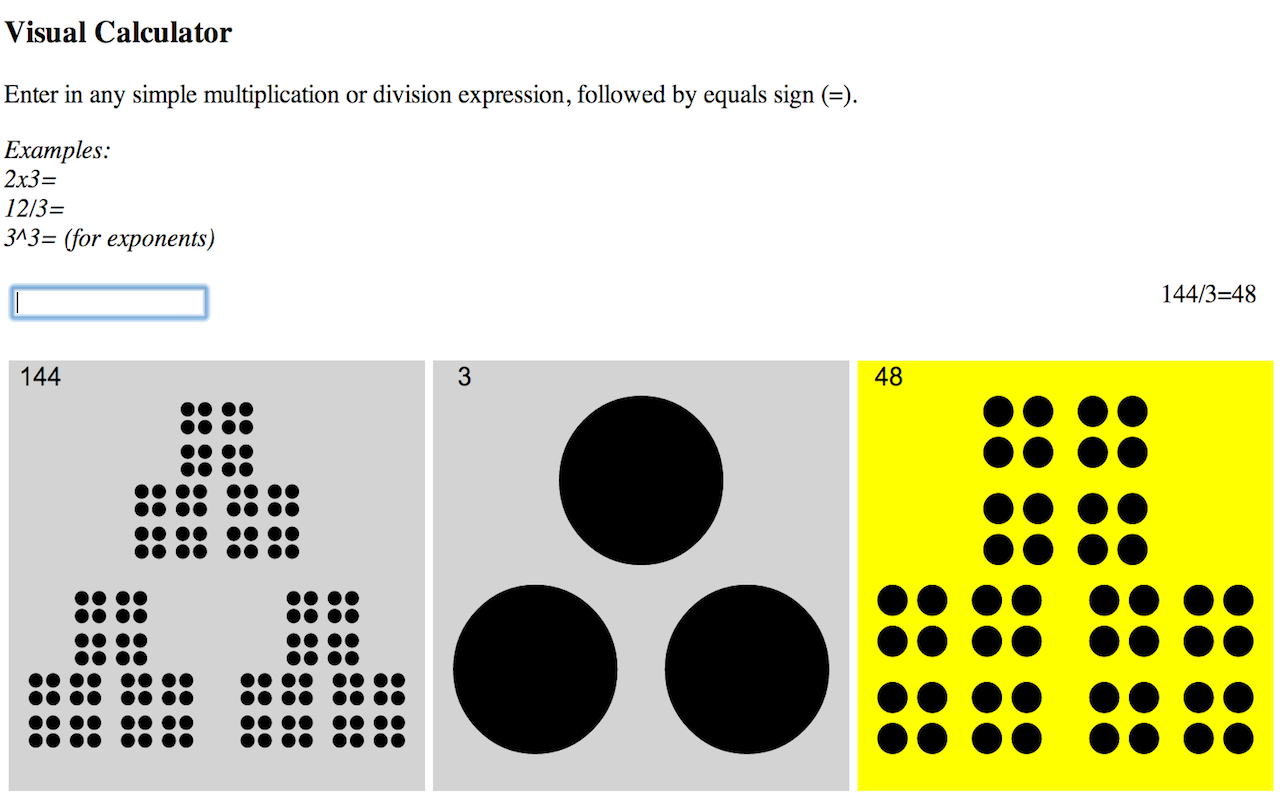 Visual Calculator
Enter in any simple multiplication or division expression, followed by equals sign (=).
Examples:
2x3=
12/3=
3^3= (for exponents)
144/3=48
144
3
48